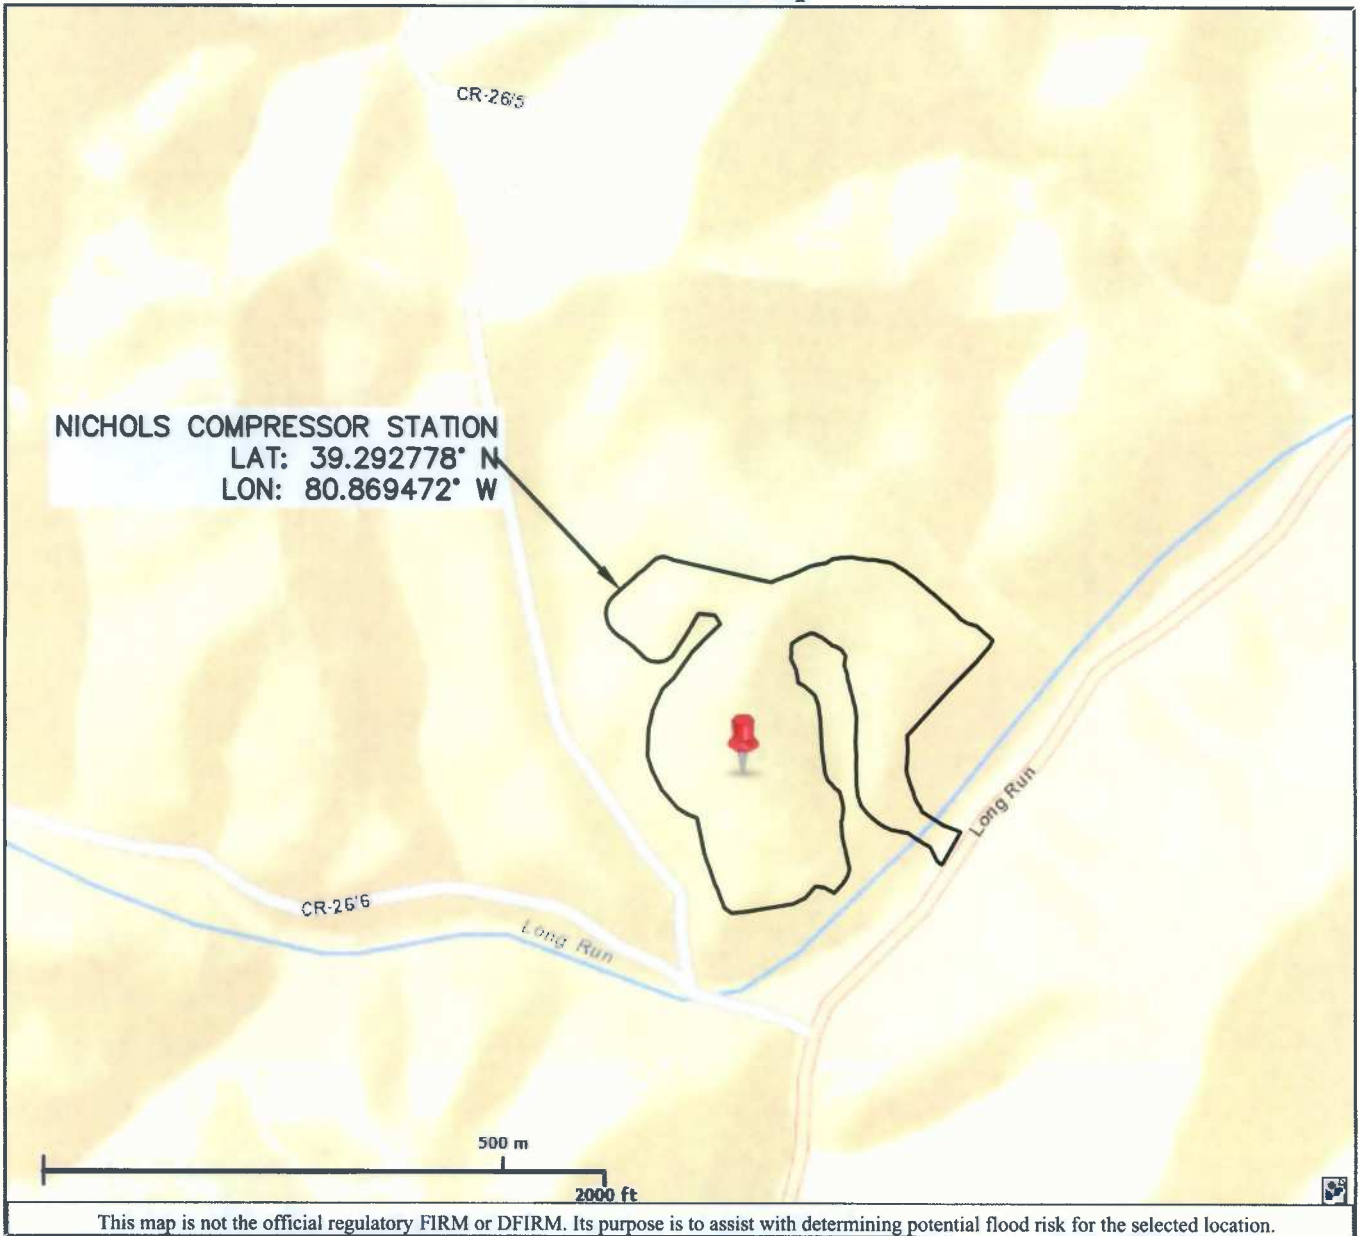 CR-26/5
NICHOLS COMPRESSOR STATION
LAT: 39.292778° N
LON: 80.869472° W
Long Run
CR-26/6
Long Run
500 m
2000 ft
This map is not the official regulatory FIRM or DFIRM. Its purpose is to assist with determining potential flood risk for the selected location.